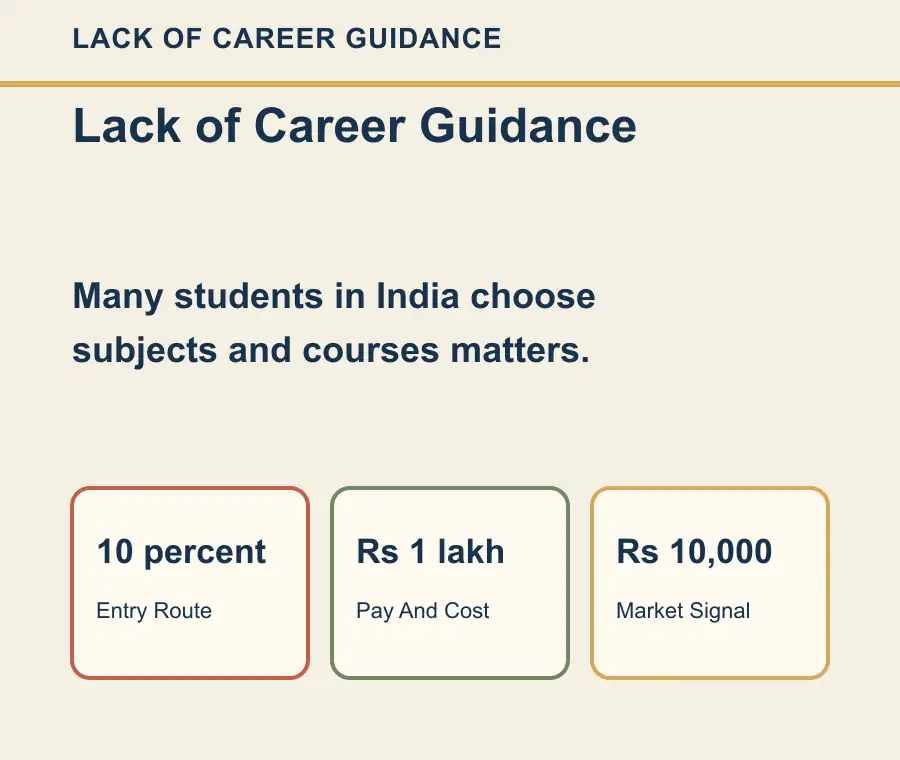 LACK OF CAREER GUIDANCE
Lack of Career Guidance
Many students in India choose
subjects and courses matters.
10 percent
Entry Route
Rs 1 lakh
Pay And Cost
Rs 10,000
Market Signal